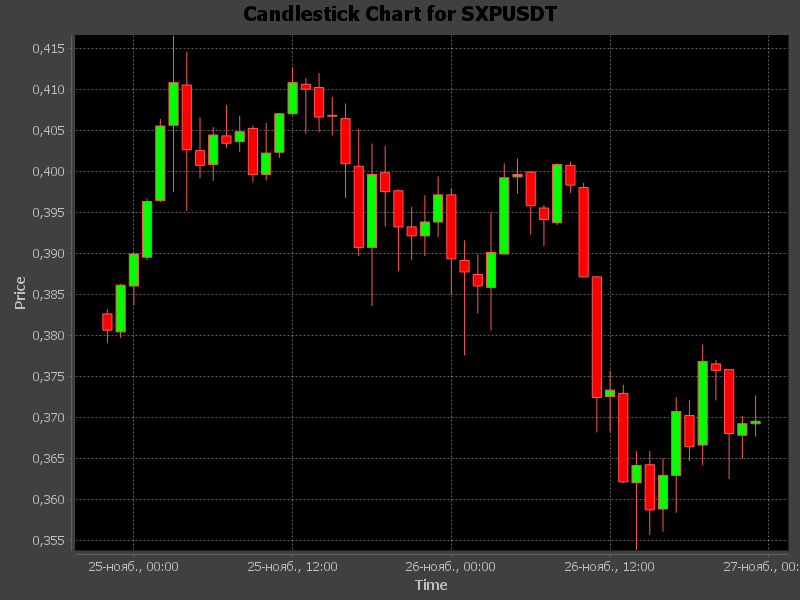 Candlestick Chart for SXPUSDT
0,415
0,410
0,405
0,400
0,395
0,390
0,385
0,380
0,375
0,370
0,365
0,360
0,355
Price
25-нояб., 00:00
25-нояб., 12:00
26-нояб., 00:00
26-нояб., 12:00
27-нояб., 00:
Time